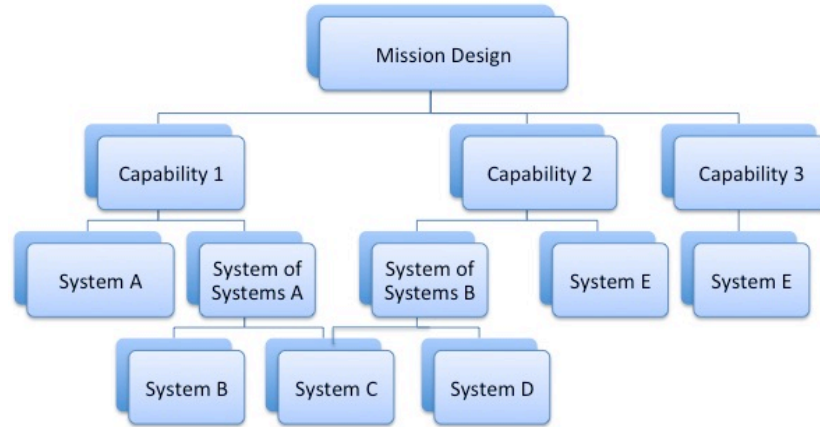 Mission Design
Capability 1
Capability 2
Capability 3
System A
System of
Systems A
System of
Systems B
System E
System E
System B
System C
System D